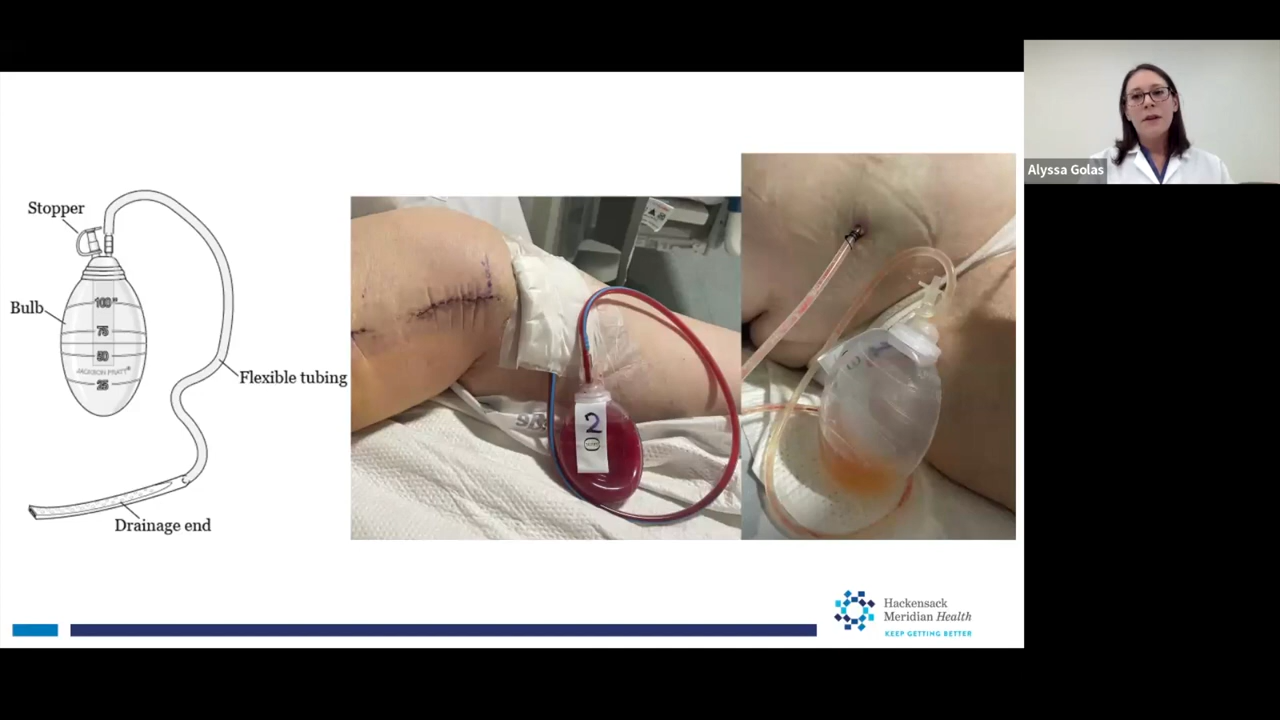 Stopper
Bulb
100
75
50
25
JACKSON PRATT®
Flexible tubing
Drainage end
2
Hackensack
Meridian Health
KEEP GETTING BETTER
Alyssa Golas